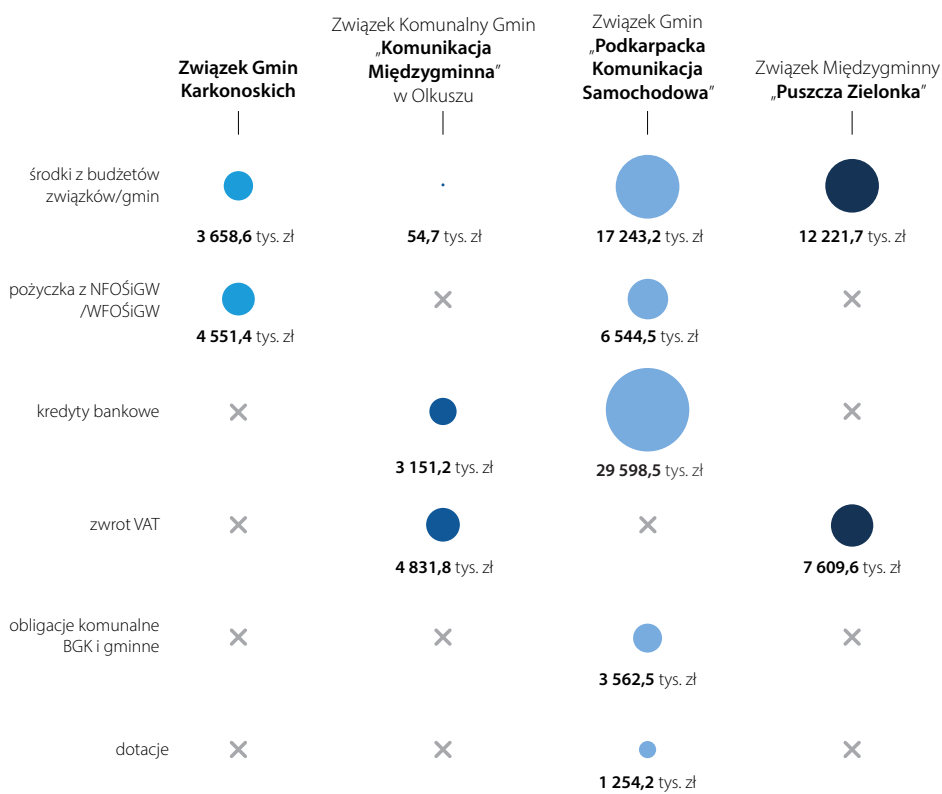 Związek Gmin
Karkonoskich
Związek Komunalny Gmin
„Komunikacja
Międzygminna”
w Olkuszu
Związek Gmin
„Podkarpacka
Komunikacja
Samochodowa”
Związek Międzygminny
„Puszcza Zielonka”
środki z budżetów
związków/gmin
3 658,6 tys. zł
54,7 tys. zł
17 243,2 tys. zł
12 221,7 tys. zł
pożyczka z NFOŚiGW
/WFOŚiGW
4 551,4 tys. zł
6 544,5 tys. zł
kredyty bankowe
3 151,2 tys. zł
29 598,5 tys. zł
zwrot VAT
4 831,8 tys. zł
7 609,6 tys. zł
obligacje komunalne
BGK i gminne
3 562,5 tys. zł
dotacje
1 254,2 tys. zł